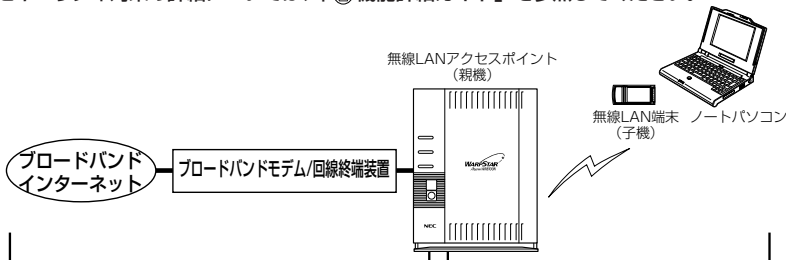 無線LANアクセスポイント
（親機）
無線LAN端末
（子機）
ノートパソコン
ブロードバンド
インターネット
ブロードバンドモデム/回線終端装置
WARPSTAR
NEC